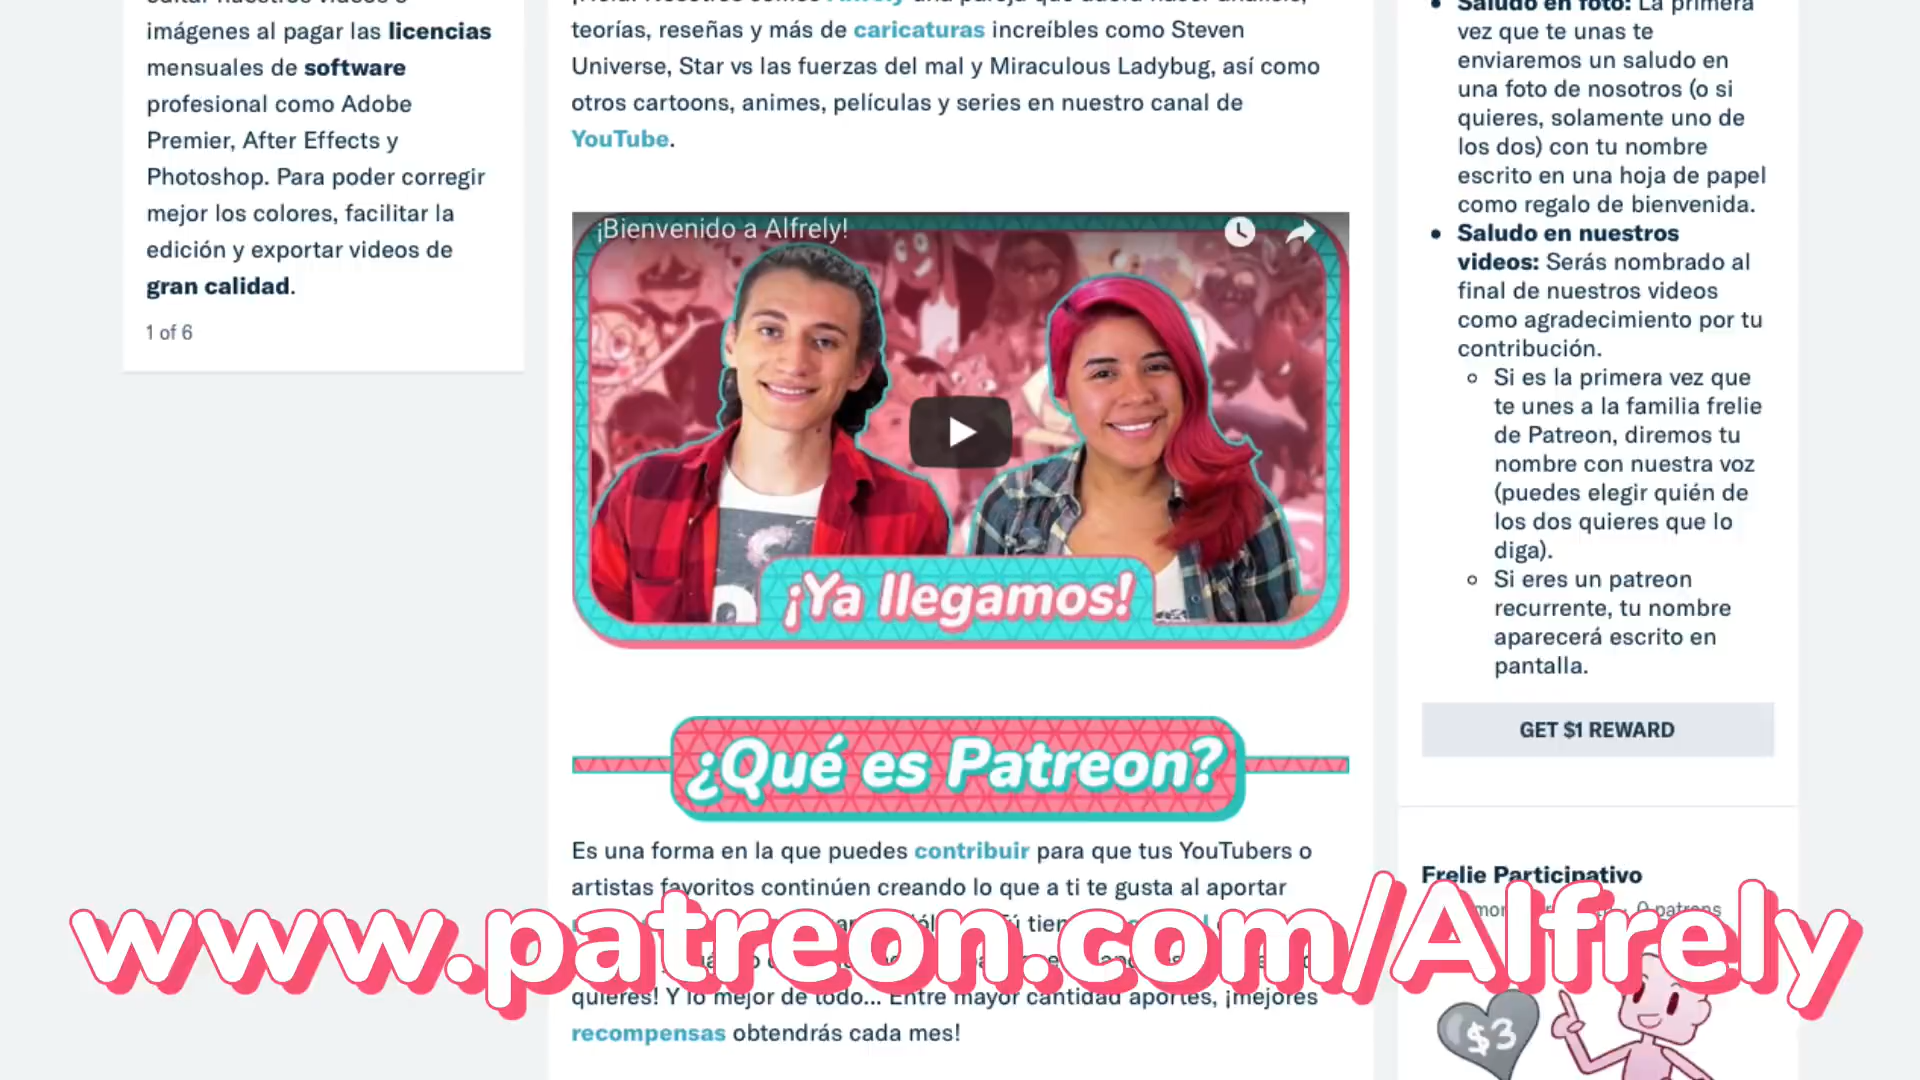 imágenes al pagar las licencias
mensuales de software
profesional como Adobe
Premier, After Effects y
Photoshop. Para poder corregir
mejor los colores, facilitar la
edición y exportar videos de
gran calidad.
1 of 6
teorías, reseñas y más de caricaturas increíbles como Steven
Universe, Star vs las fuerzas del mal y Miraculous Ladybug, así como
otros cartoons, animes, películas y series en nuestro canal de
YouTube.
¡Bienvenido a Alfrely!
¡Ya llegamos!
¿Qué es Patreon?
Es una forma en la que puedes contribuir para que tus YouTubers o
artistas favoritos continúen creando lo que a ti te gusta al aportar
quieres! Y lo mejor de todo... Entre mayor cantidad aportes, ¡mejores
recompensas obtendrás cada mes!
Saludo en foto: La primera
vez que te unas te
enviaremos un saludo en
una foto de nosotros (o si
quieres, solamente uno de
los dos) con tu nombre
escrito en una hoja de papel
como regalo de bienvenida.
Saludo en nuestros
videos: Serás nombrado al
final de nuestros videos
como agradecimiento por tu
contribución.
Si es la primera vez que
te unes a la familia frelie
de Patreon, diremos tu
nombre con nuestra voz
(puedes elegir quién de
los dos quieres que lo
diga).
Si eres un patreon
recurrente, tu nombre
aparecerá escrito en
pantalla.
GET $1 REWARD
Frelie Participativo
0 patrons
$3
www.patreon.com/Alfrely